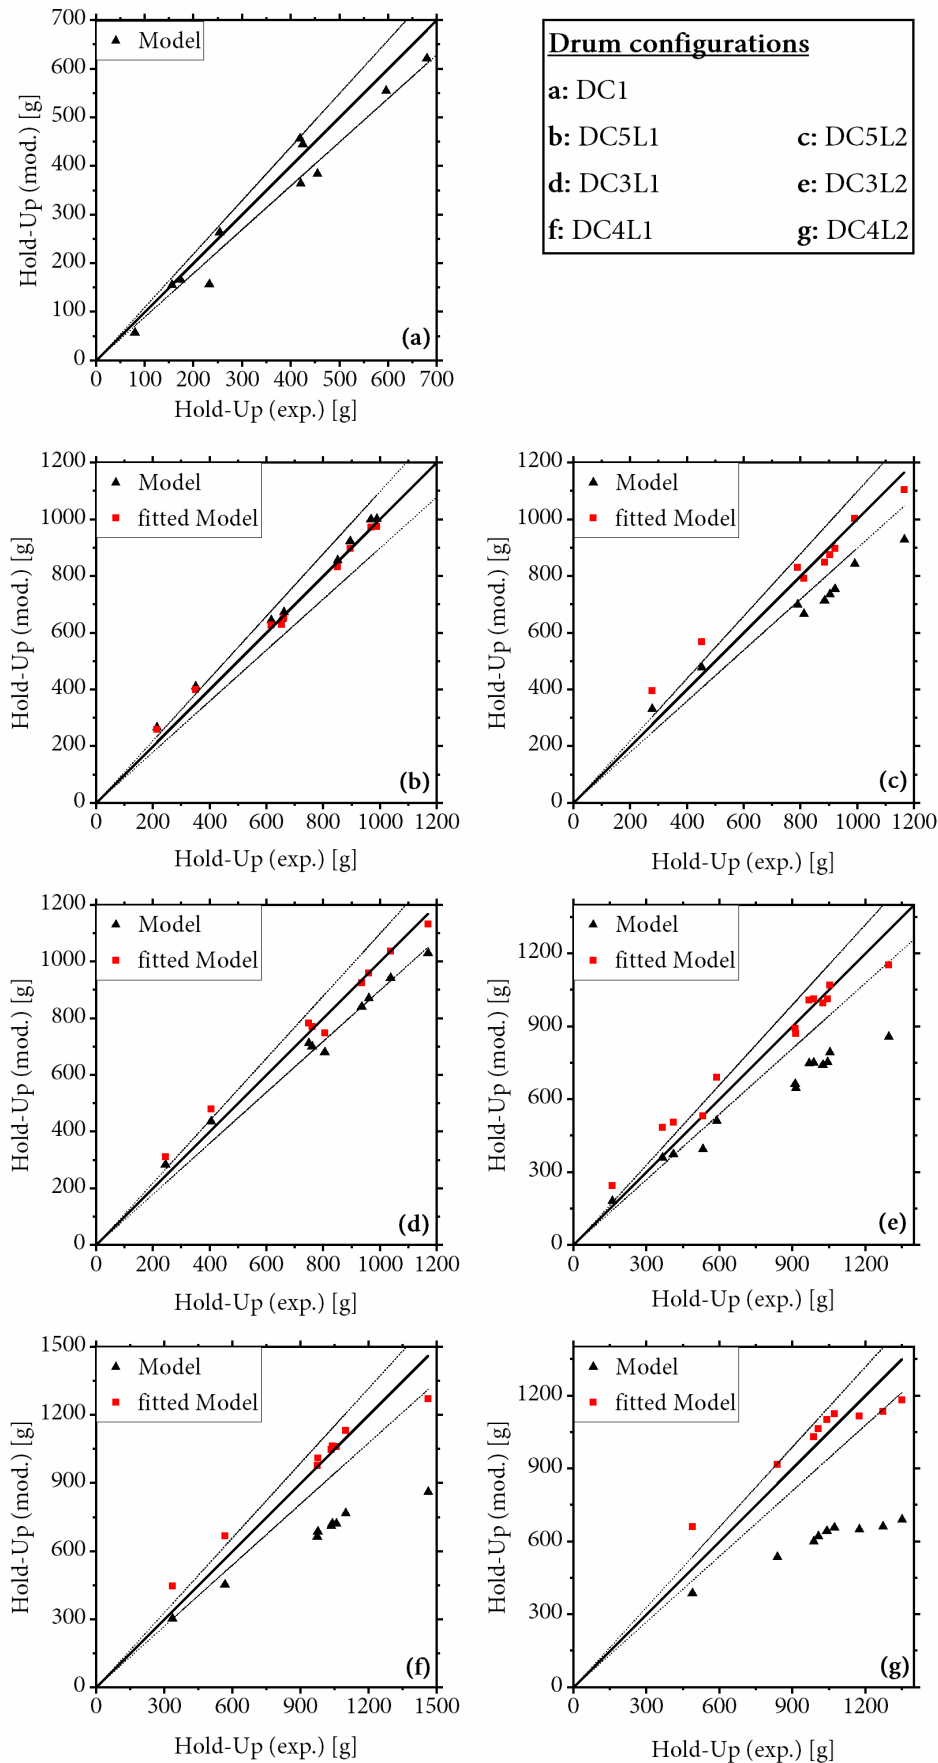 700
600
500
400
300
200
100
0
Hold-Up (mod.) [g]
Model
(a)
0 100 200 300 400 500 600 700
Hold-Up (exp.) [g]
Drum configurations
a: DC1
b: DC5L1 c: DC5L2
d: DC3L1 e: DC3L2
f: DC4L1 g: DC4L2
1200
1000
800
600
400
200
0
Hold-Up (mod.) [g]
Model
fitted Model
(b)
0 200 400 600 800 1000 1200
Hold-Up (exp.) [g]
1200
1000
800
600
400
200
0
Hold-Up (mod.) [g]
Model
fitted Model
(c)
0 200 400 600 800 1000 1200
Hold-Up (exp.) [g]
1200
1000
800
600
400
200
0
Hold-Up (mod.) [g]
Model
fitted Model
(d)
0 200 400 600 800 1000 1200
Hold-Up (exp.) [g]
1200
900
600
300
0
Hold-Up (mod.) [g]
Model
fitted Model
(e)
0 300 600 900 1200
Hold-Up (exp.) [g]
1500
1200
900
600
300
0
Hold-Up (mod.) [g]
Model
fitted Model
(f)
0 300 600 900 1200 1500
Hold-Up (exp.) [g]
1200
900
600
300
0
Hold-Up (mod.) [g]
Model
fitted Model
(g)
0 300 600 900 1200
Hold-Up (exp.) [g]